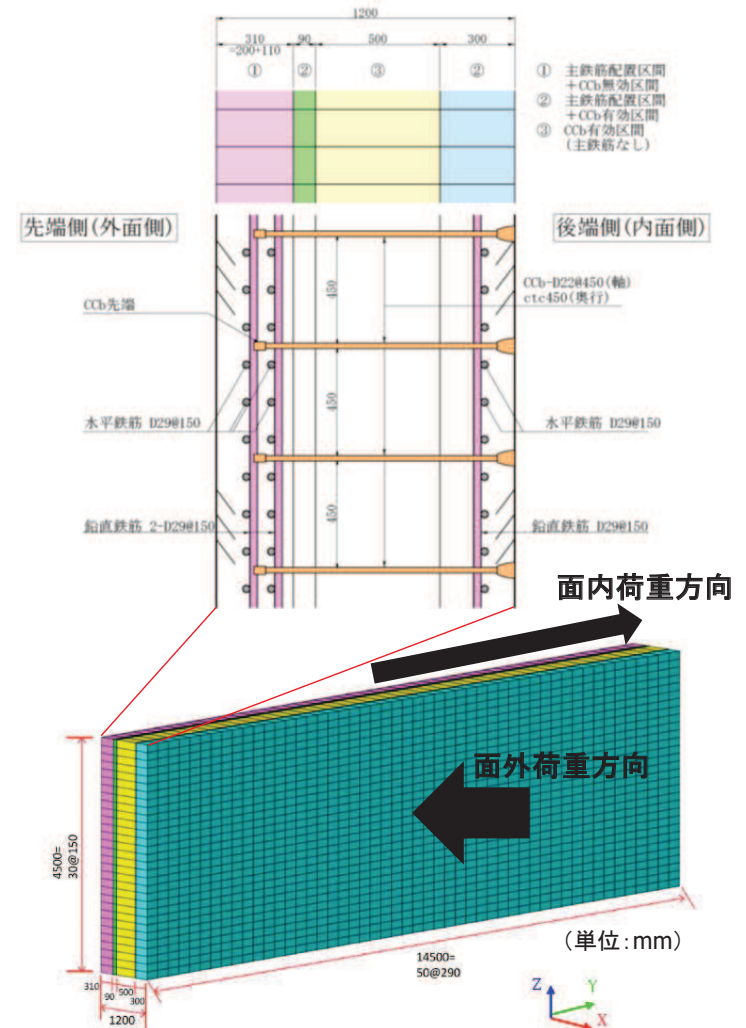 1200
310
90
500
300
=200+110
①
②
③
②
① 主鉄筋配置区間
+CCb無効区間
② 主鉄筋配置区間
+CCb有効区間
③ CCb有効区間
(主鉄筋なし)
先端側(外面側)
後端側(内面側)
CCb-D22@450(軸)
ctc450(奥行)
CCb先端
450
450
450
水平鉄筋 D29@150
水平鉄筋 D29@150
鉛直鉄筋 2-D29@150
鉛直鉄筋 D29@150
面内荷重方向
面外荷重方向
4500=
30@150
14500=
50@290
(単位:mm)
310
90
500
300
1200
Z
Y
X